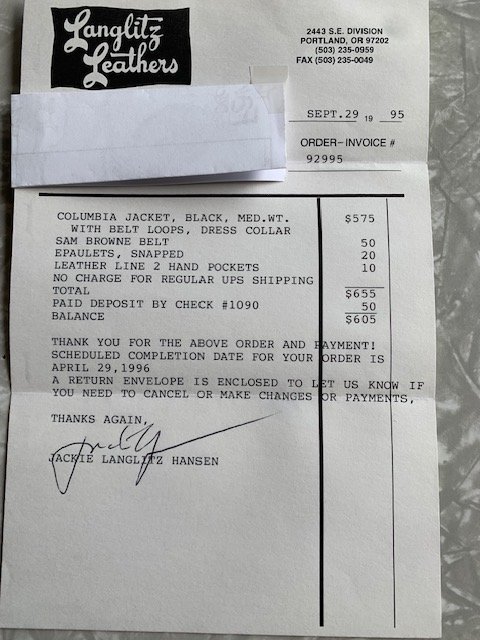 Langlitz
Leathers
2443 S.E. DIVISION
PORTLAND, OR 97202
(503) 235-0959
FAX (503) 235-0049
SEPT.29 19 95
ORDER-INVOICE #
92995
COLUMBIA JACKET, BLACK, MED.WT. $575
WITH BELT LOOPS, DRESS COLLAR
SAM BROWNE BELT 50
EPAULETS, SNAPPED 20
LEATHER LINE 2 HAND POCKETS 10
NO CHARGE FOR REGULAR UPS SHIPPING
TOTAL $655
PAID DEPOSIT BY CHECK #1090 50
BALANCE $605
THANK YOU FOR THE ABOVE ORDER AND PAYMENT!
SCHEDULED COMPLETION DATE FOR YOUR ORDER IS
APRIL 29,1996
A RETURN ENVELOPE IS ENCLOSED TO LET US KNOW IF
YOU NEED TO CANCEL OR MAKE CHANGES OR PAYMENTS,
THANKS AGAIN,
JACKIE LANGLITZ HANSEN